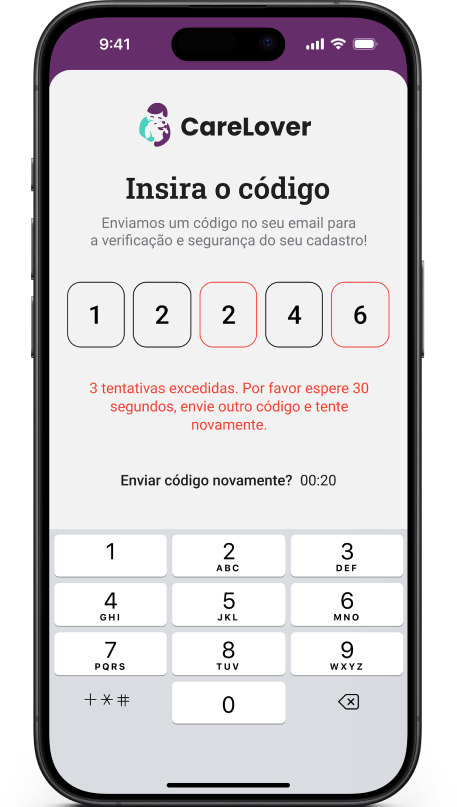 9:41
CareLover
Insira o código
Enviamos um código no seu email para
a verificação e segurança do seu cadastro!
1 2 2 4 6
3 tentativas excedidas. Por favor espere 30
segundos, envie outro código e tente
novamente.
Enviar código novamente? 00:20
1 2 3
ABC DEF
4 5 6
GHI JKL MNO
7 8 9
PQRS TUV WXYZ
+*# 0